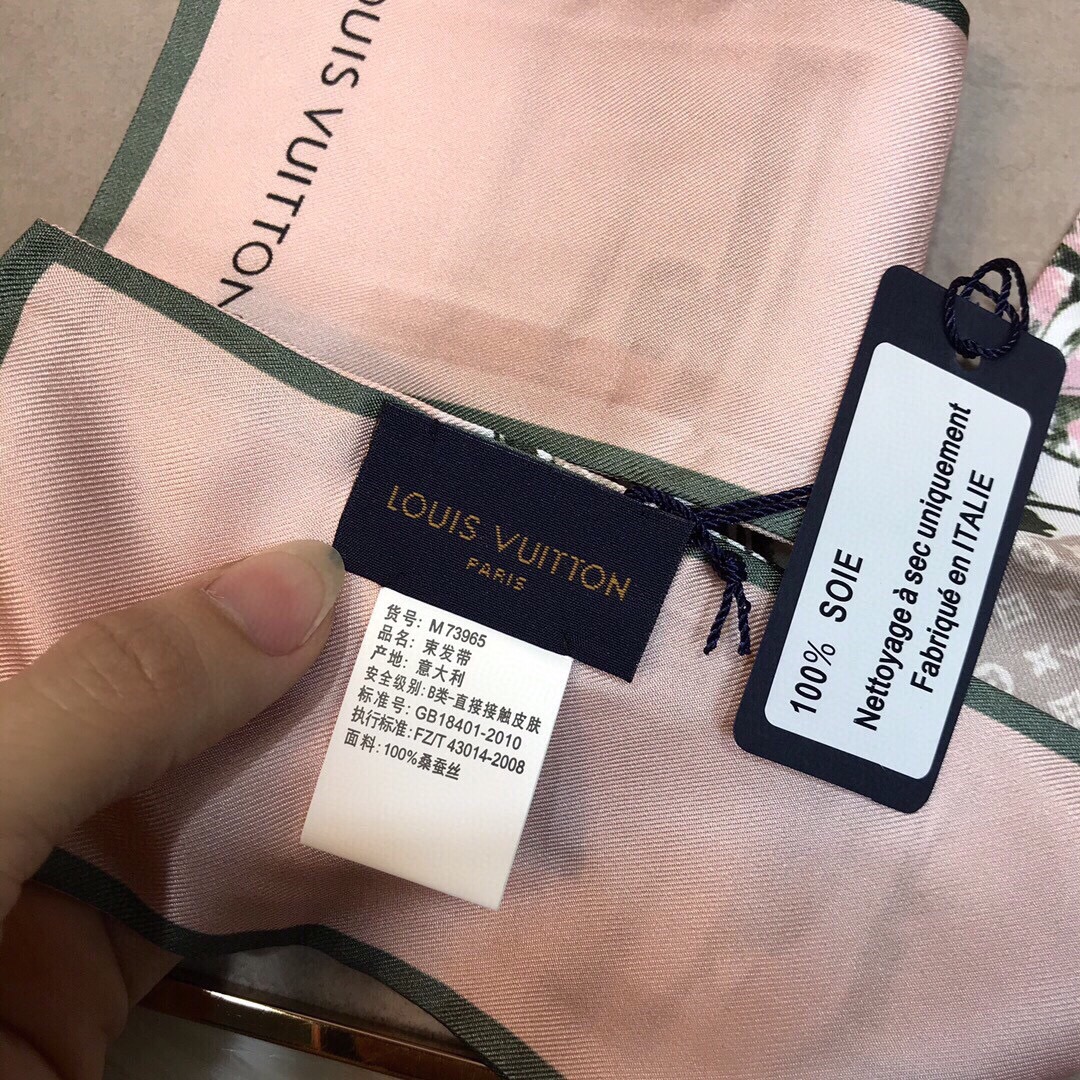 OUIS VUITTON
LOUIS VUITTON
PARIS
货号: M 73965
品名: 束发带
产地: 意大利
安全级别: B类-直接接触皮肤
标准号: GB18401-2010
执行标准: FZ/T 43014-2008
面料: 100%桑蚕丝
100% SOIE
Nettoyage à sec uniquement
Fabriqué en ITALIE